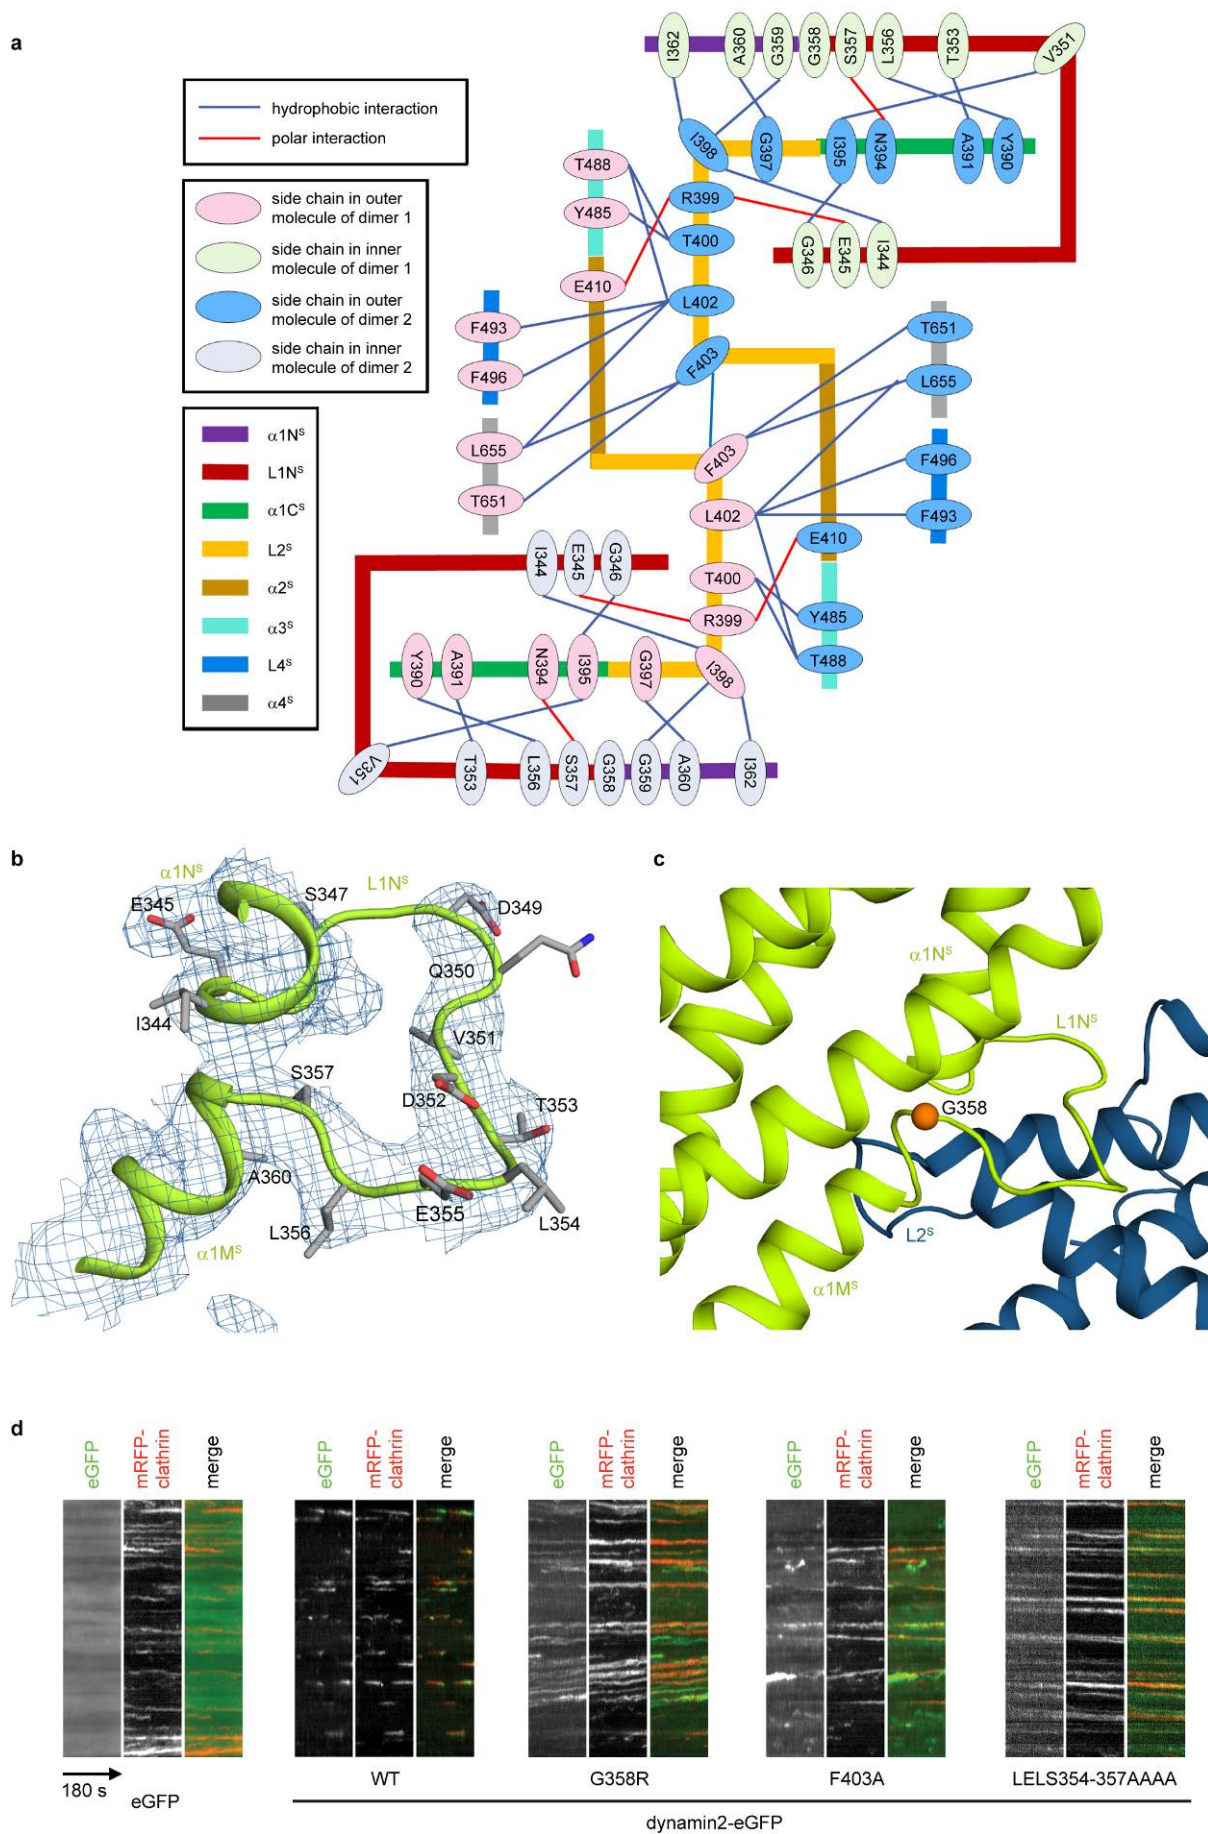 a
hydrophobic interaction
polar interaction
side chain in outer
molecule of dimer 1
side chain in inner
molecule of dimer 1
side chain in outer
molecule of dimer 2
side chain in inner
molecule of dimer 2
α1Nˢ
L1Nˢ
α1Cˢ
L2ˢ
α2ˢ
α3ˢ
L4ˢ
α4ˢ
I362 A360 G359 G358 S357 L356 T353 V351
I398 G397 I395 N394 A391 Y390
T488 R399
Y485 T400 G346 E345 I344
E410 L402
F493 F403 T651
F496 L655
L655 F403 F496
T651 L402 F493
I344 E345 G346 E410
T400 Y485
R399 T488
Y390 A391 N394 I395 G397 I398
V351 T353 L356 S357 G358 G359 A360 I362
b
α1Nˢ
L1Nˢ
E345
S347
D349
Q350
I344
V351
S357
D352
T353
A360
E355
L356
L354
α1Mˢ
c
α1Nˢ
L1Nˢ
G358
L2ˢ
α1Mˢ
d
eGFP mRFP-clathrin merge
eGFP mRFP-clathrin merge
eGFP mRFP-clathrin merge
eGFP mRFP-clathrin merge
eGFP mRFP-clathrin merge
180 s
eGFP
WT G358R F403A LELS354-357AAAA
dynamin2-eGFP